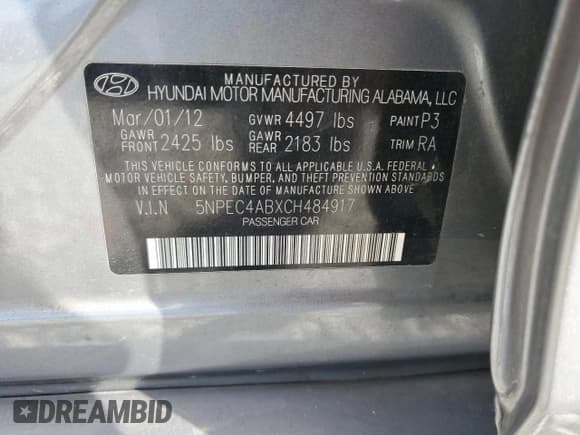 MANUFACTURED BY
HYUNDAI MOTOR MANUFACTURING ALABAMA, LLC
Mar/01/12 GVWR 4497 lbs PAINT P3
GAWR FRONT 2425 lbs GAWR REAR 2183 lbs TRIM RA
THIS VEHICLE CONFORMS TO ALL APPLICABLE U.S.A. FEDERAL
MOTOR VEHICLE SAFETY, BUMPER, AND THEFT PREVENTION STANDARDS
IN EFFECT ON THE DATE OF MANUFACTURE SHOWN ABOVE
V.I.N 5NPEC4ABXCH484917
PASSENGER CAR
DREAMBID